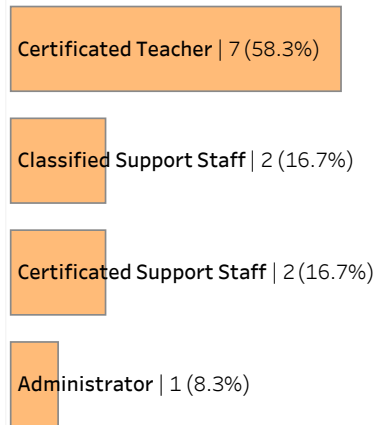 Certificated Teacher | 7 (58.3%)
Classified Support Staff | 2 (16.7%)
Certificated Support Staff | 2 (16.7%)
Administrator | 1 (8.3%)